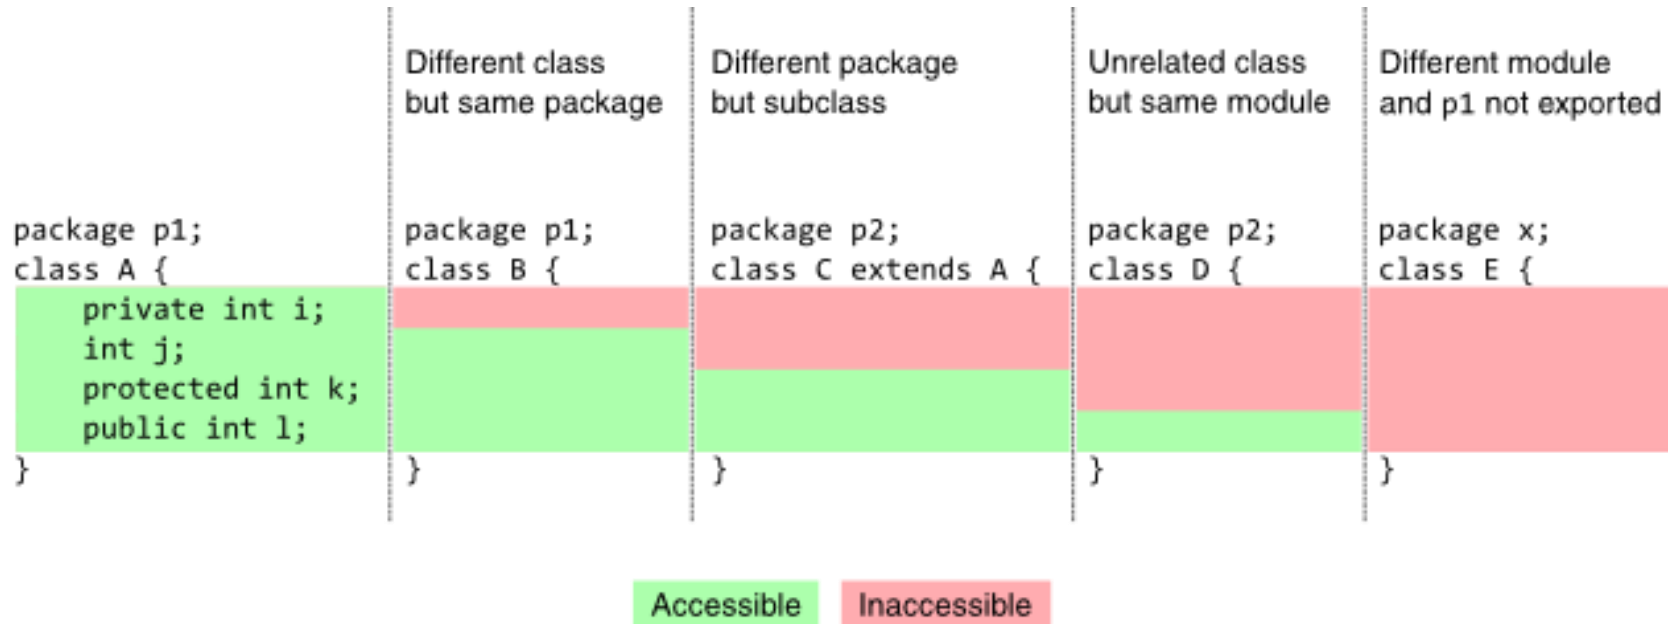 Different class
but same package
Different package
but subclass
Unrelated class
but same module
Different module
and p1 not exported
package p1;
class A {
private int i;
int j;
protected int k;
public int l;
}
package p1;
class B {
}
package p2;
class C extends A {
}
package p2;
class D {
}
package x;
class E {
}
Accessible
Inaccessible